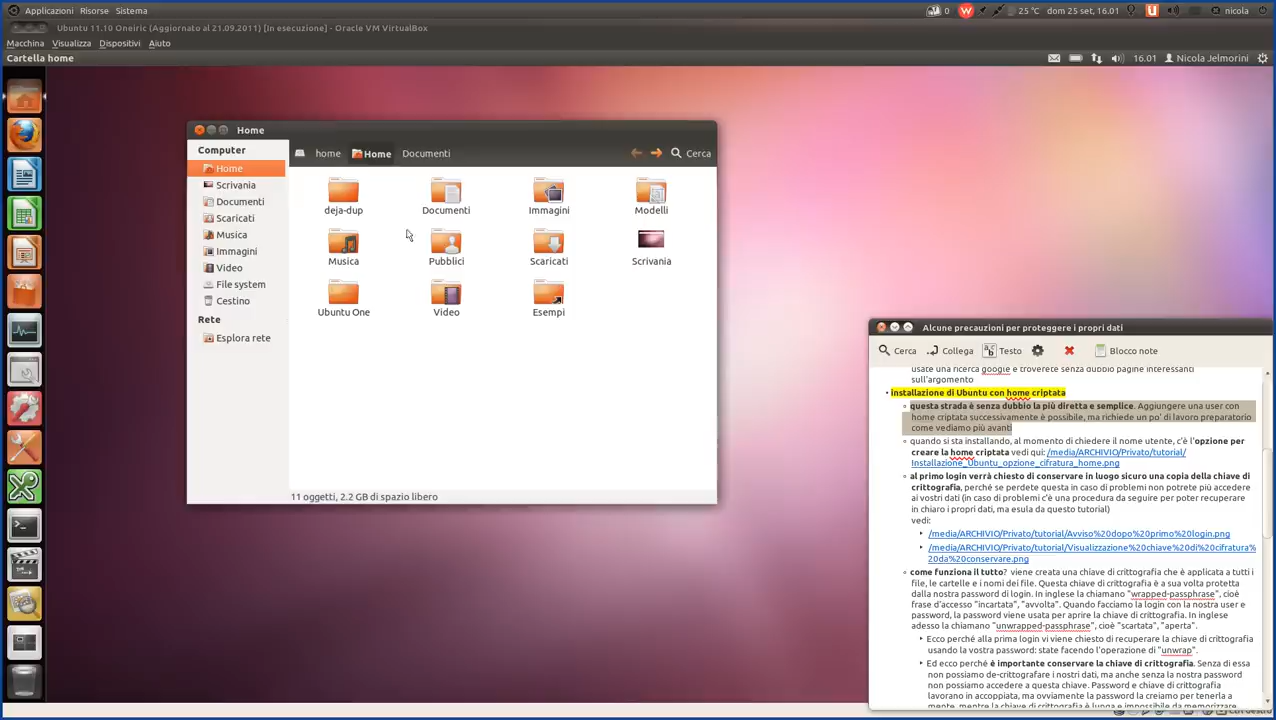 Applicazioni Risorse Sistema
0 25 °C dom 25 set, 16.01 nicola
Ubuntu 11.10 Oneiric (Aggiornato al 21.09.2011) [In esecuzione] - Oracle VM VirtualBox
Macchina Visualizza Dispositivi Aiuto
Cartella home
16.01 Nicola Jelmorini
Home
Computer
Home
Scrivania
Documenti
Scaricati
Musica
Immagini
Video
File system
Cestino
Rete
Esplora rete
home Home Documenti Cerca
deja-dup Documenti Immagini Modelli
Musica Pubblici Scaricati Scrivania
Ubuntu One Video Esempi
11 oggetti, 2.2 GB di spazio libero
Alcune precauzioni per proteggere i propri dati
Cerca Collega Testo Blocco note
usate una ricerca google e troverete senza dubbio pagine interessanti
sull'argomento
installazione di Ubuntu con home criptata
questa strada è senza dubbio la più diretta e semplice. Aggiungere una user con
home criptata successivamente è possibile, ma richiede un po' di lavoro preparatorio
come vediamo più avanti
quando si sta installando, al momento di chiedere il nome utente, c'è l'opzione per
creare la home criptata vedi qui: /media/ARCHIVIO/Privato/tutorial/
Installazione_Ubuntu_opzione_cifratura_home.png
al primo login verrà chiesto di conservare in luogo sicuro una copia della chiave di
crittografia, perché se perdete questa in caso di problemi non potrete più accedere
ai vostri dati (in caso di problemi c'è una procedura da seguire per poter recuperare
in chiaro i propri dati, ma esula da questo tutorial)
vedi:
/media/ARCHIVIO/Privato/tutorial/Avviso%20dopo%20primo%20login.png
/media/ARCHIVIO/Privato/tutorial/Visualizzazione%20chiave%20di%20cifratura%
20da%20conservare.png
come funziona il tutto? viene creata una chiave di crittografia che è applicata a tutti i
file, le cartelle e i nomi dei file. Questa chiave di crittografia è a sua volta protetta
dalla nostra password di login. In inglese la chiamano "wrapped-passphrase", cioè
frase d'accesso "incartata", "avvolta". Quando facciamo la login con la nostra user e
password, la password viene usata per aprire la chiave di crittografia. In inglese
adesso la chiamano "unwrapped-passphrase", cioè "scartata", "aperta".
Ecco perché alla prima login vi viene chiesto di recuperare la chiave di crittografia
usando la vostra password: state facendo l'operazione di "unwrap".
Ed ecco perché è importante conservare la chiave di crittografia. Senza di essa
non possiamo de-crittografare i nostri dati, ma anche senza la nostra password
non possiamo accedere a questa chiave. Password e chiave di crittografia
lavorano in accoppiata, ma ovviamente la password la creiamo per tenerla a
mente, mentre la chiave di crittografia è lunga e impossibile da memorizzare.